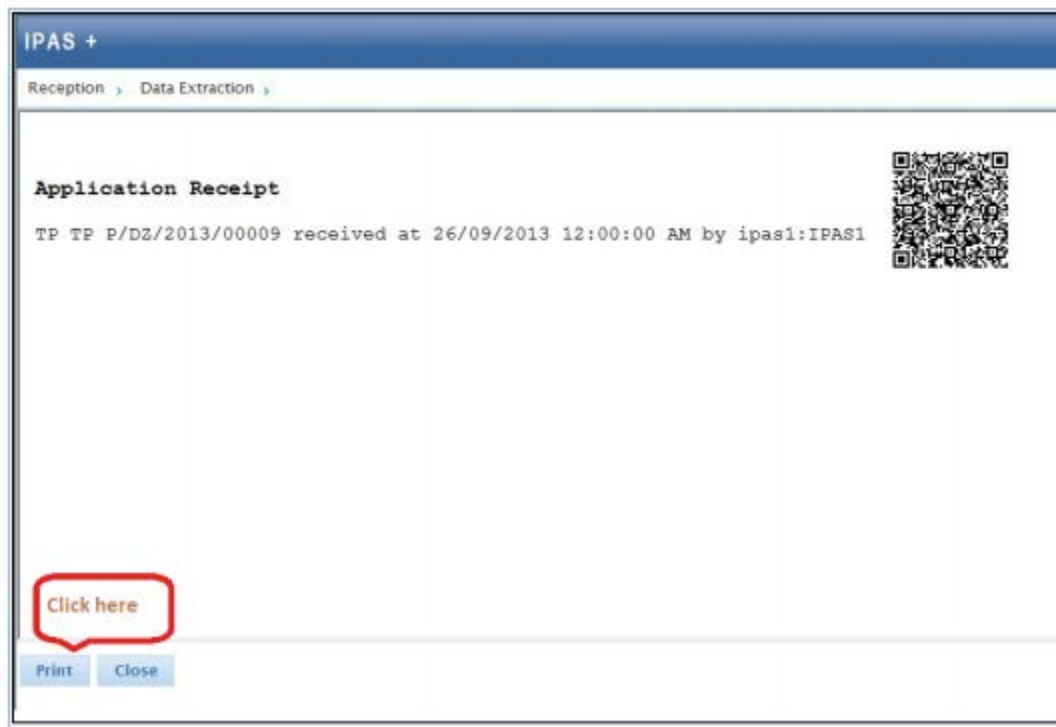 IPAS +
Reception › Data Extraction ›
Application Receipt
TP TP P/DZ/2013/00009 received at 26/09/2013 12:00:00 AM by ipas1:IPAS1
Click here
Print Close